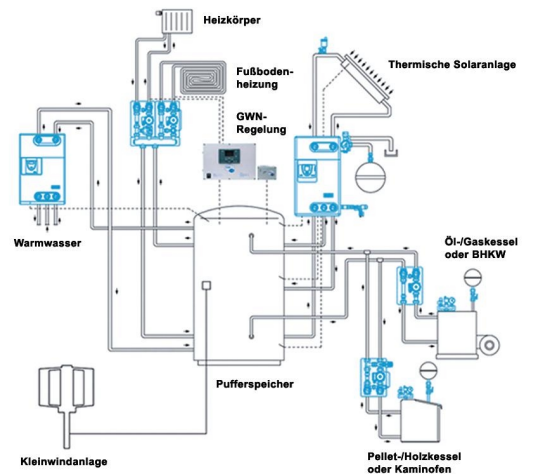 Heizkörper
Fußboden-
heizung
Thermische Solaranlage
GWN-
Regelung
Warmwasser
Öl-/Gaskessel
oder BHKW
Pufferspeicher
Kleinwindanlage
Pellet-/Holzkessel
oder Kaminofen